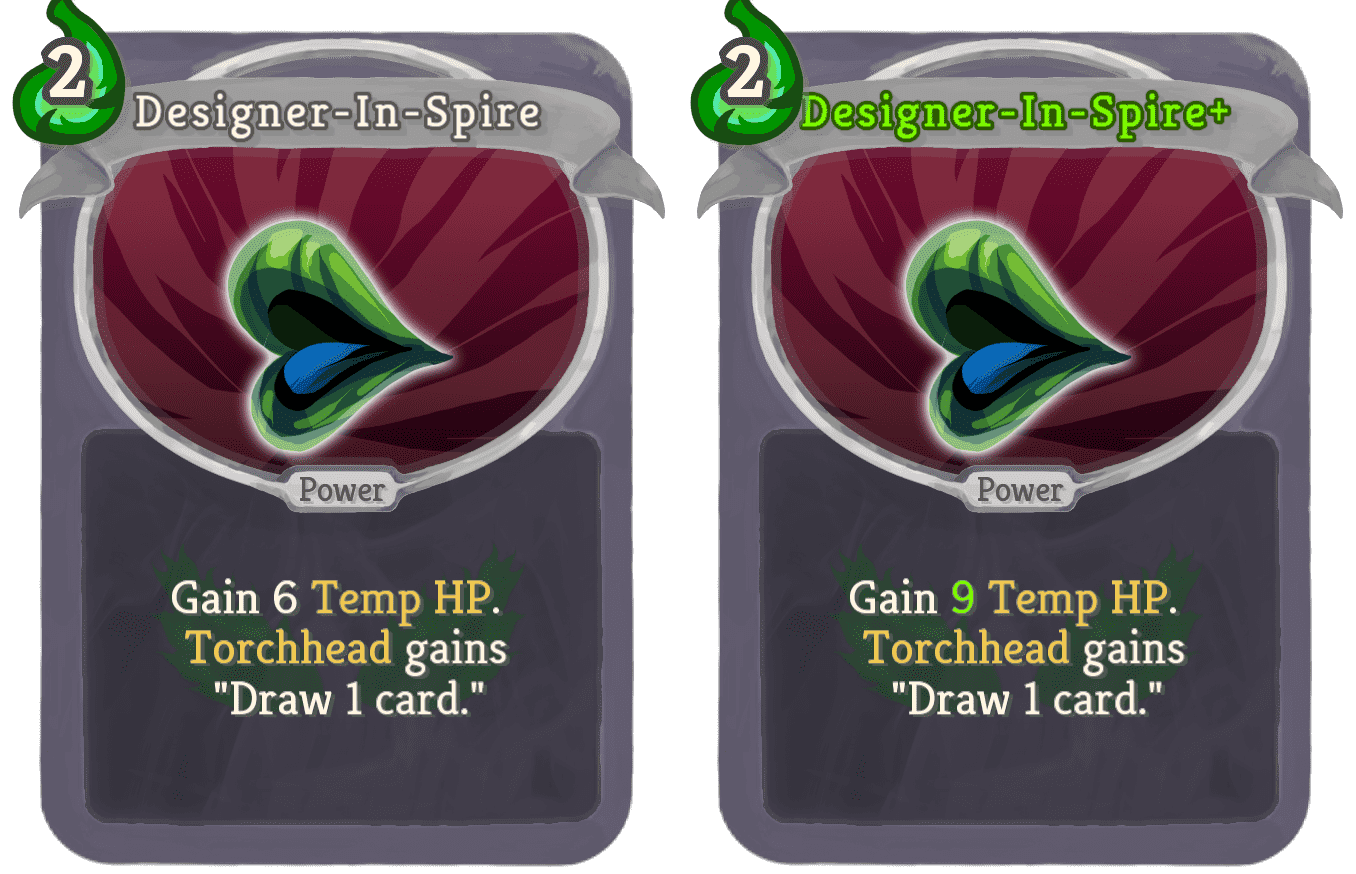 2
Designer-In-Spire
Power
Gain 6 Temp HP.
Torchhead gains
"Draw 1 card."
2
Designer-In-Spire+
Power
Gain 9 Temp HP.
Torchhead gains
"Draw 1 card."